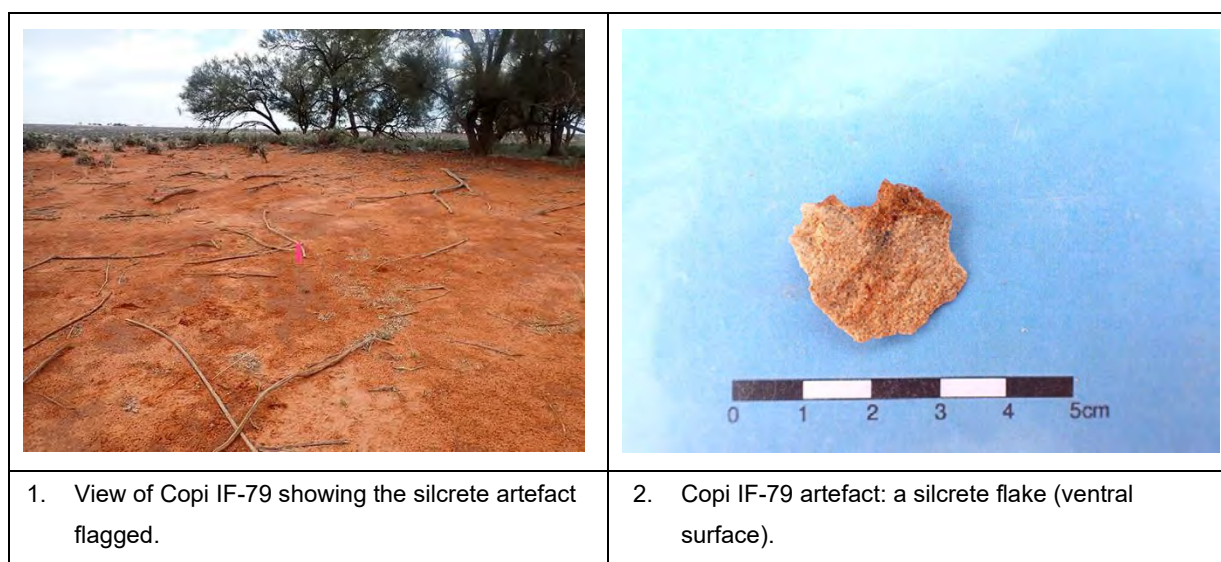 0 1 2 3 4 5cm
1. View of Copi IF-79 showing the silcrete artefact
flagged.
2. Copi IF-79 artefact: a silcrete flake (ventral
surface).